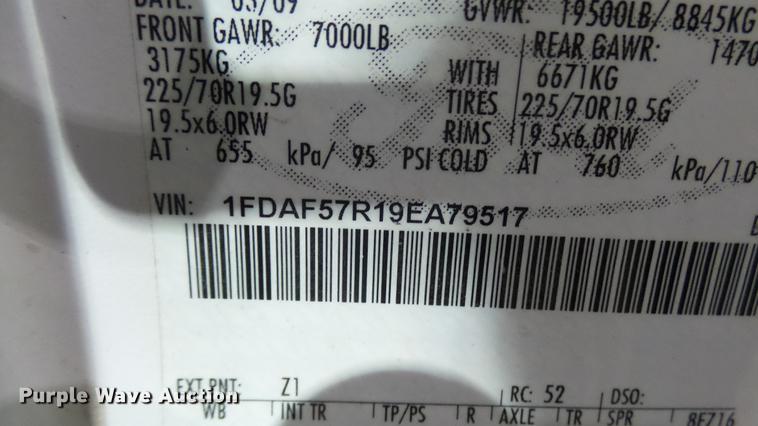 DATE: 03/09 GVWR: 19500LB/ 8845KG
FRONT GAWR: 7000LB REAR GAWR: 1470
3175KG WITH 6671KG
225/70R19.5G TIRES 225/70R19.5G
19.5x6.0RW RIMS 19.5x6.0RW
AT 655 kPa/ 95 PSI COLD AT 760 kPa/110
VIN: 1FDAF57R19EA79517
EXT PNT: Z1 RC: 52 DSO:
WB INT TR TP/PS R AXLE TR SPR 8FZ16
Purple Wave Auction